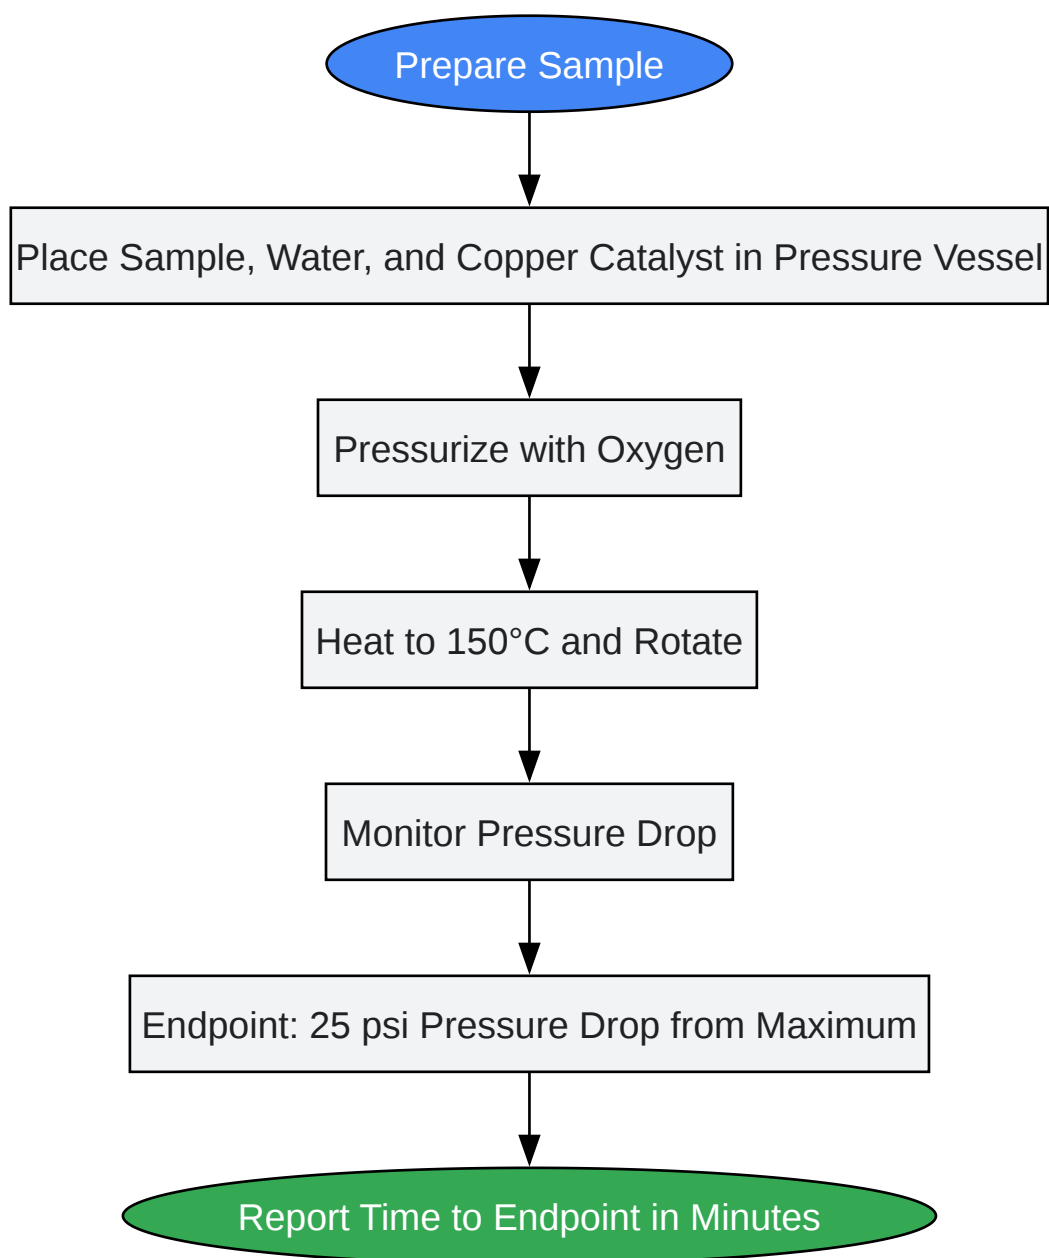 Prepare Sample
Place Sample, Water, and Copper Catalyst in Pressure Vessel
Pressurize with Oxygen
Heat to 150°C and Rotate
Monitor Pressure Drop
Endpoint: 25 psi Pressure Drop from Maximum
Report Time to Endpoint in Minutes